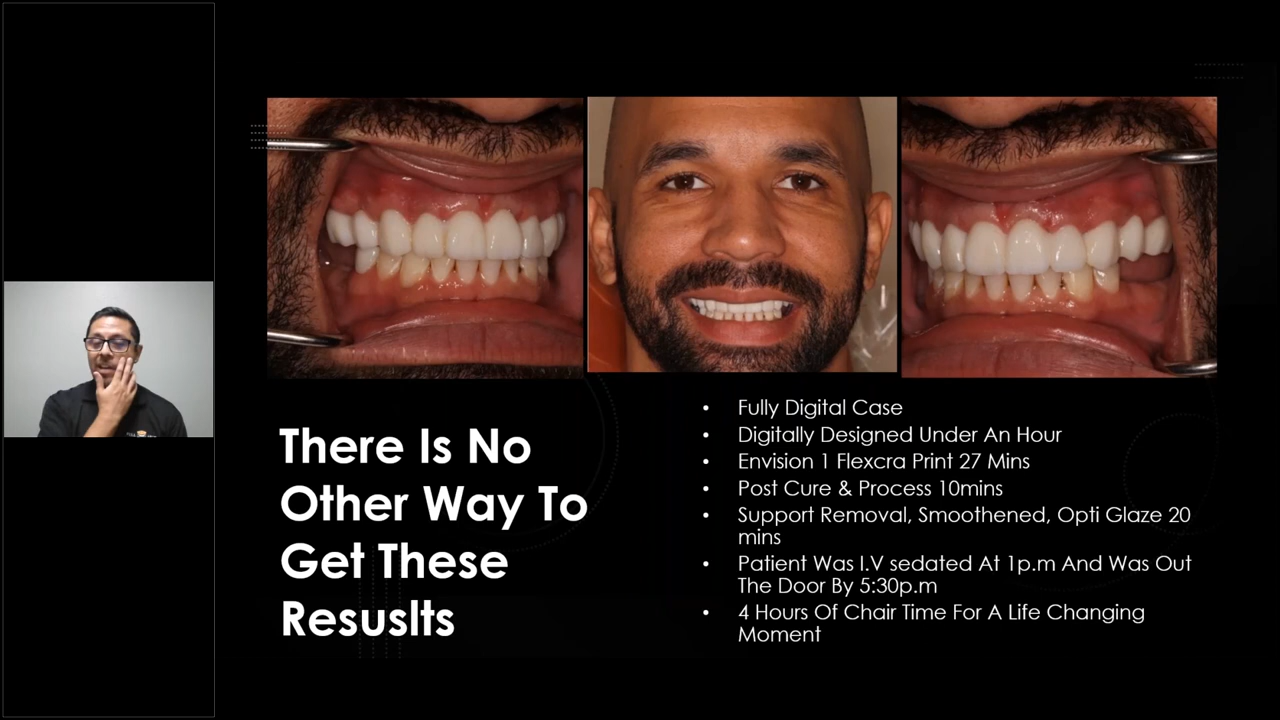 There Is No
Other Way To
Get These
Resuslts
• Fully Digital Case
• Digitally Designed Under An Hour
• Envision 1 Flexcra Print 27 Mins
• Post Cure & Process 10mins
• Support Removal, Smoothened, Opti Glaze 20
mins
• Patient Was I.V sedated At 1p.m And Was Out
The Door By 5:30p.m
• 4 Hours Of Chair Time For A Life Changing
Moment